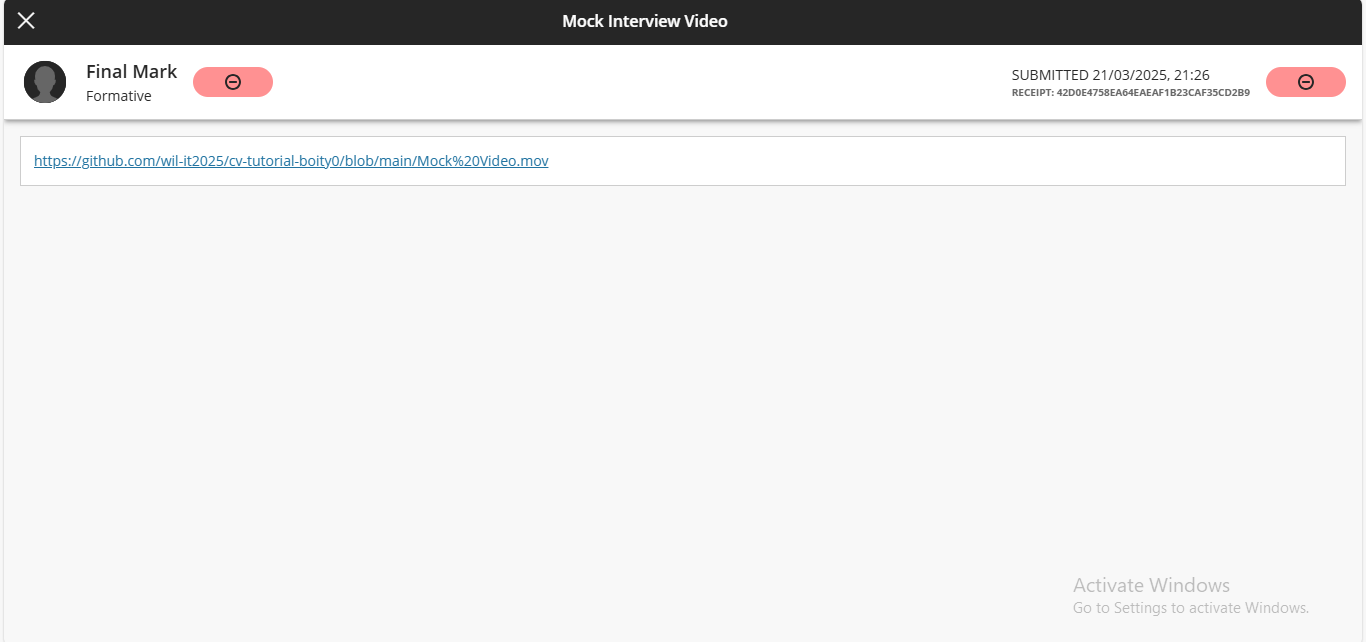 Mock Interview Video
Final Mark
Formative
SUBMITTED 21/03/2025, 21:26
RECEIPT: 42D0E4758EA64EAEAF1B23CAF35CD2B9
https://github.com/wil-it2025/cv-tutorial-boity0/blob/main/Mock%20Video.mov
Activate Windows
Go to Settings to activate Windows.